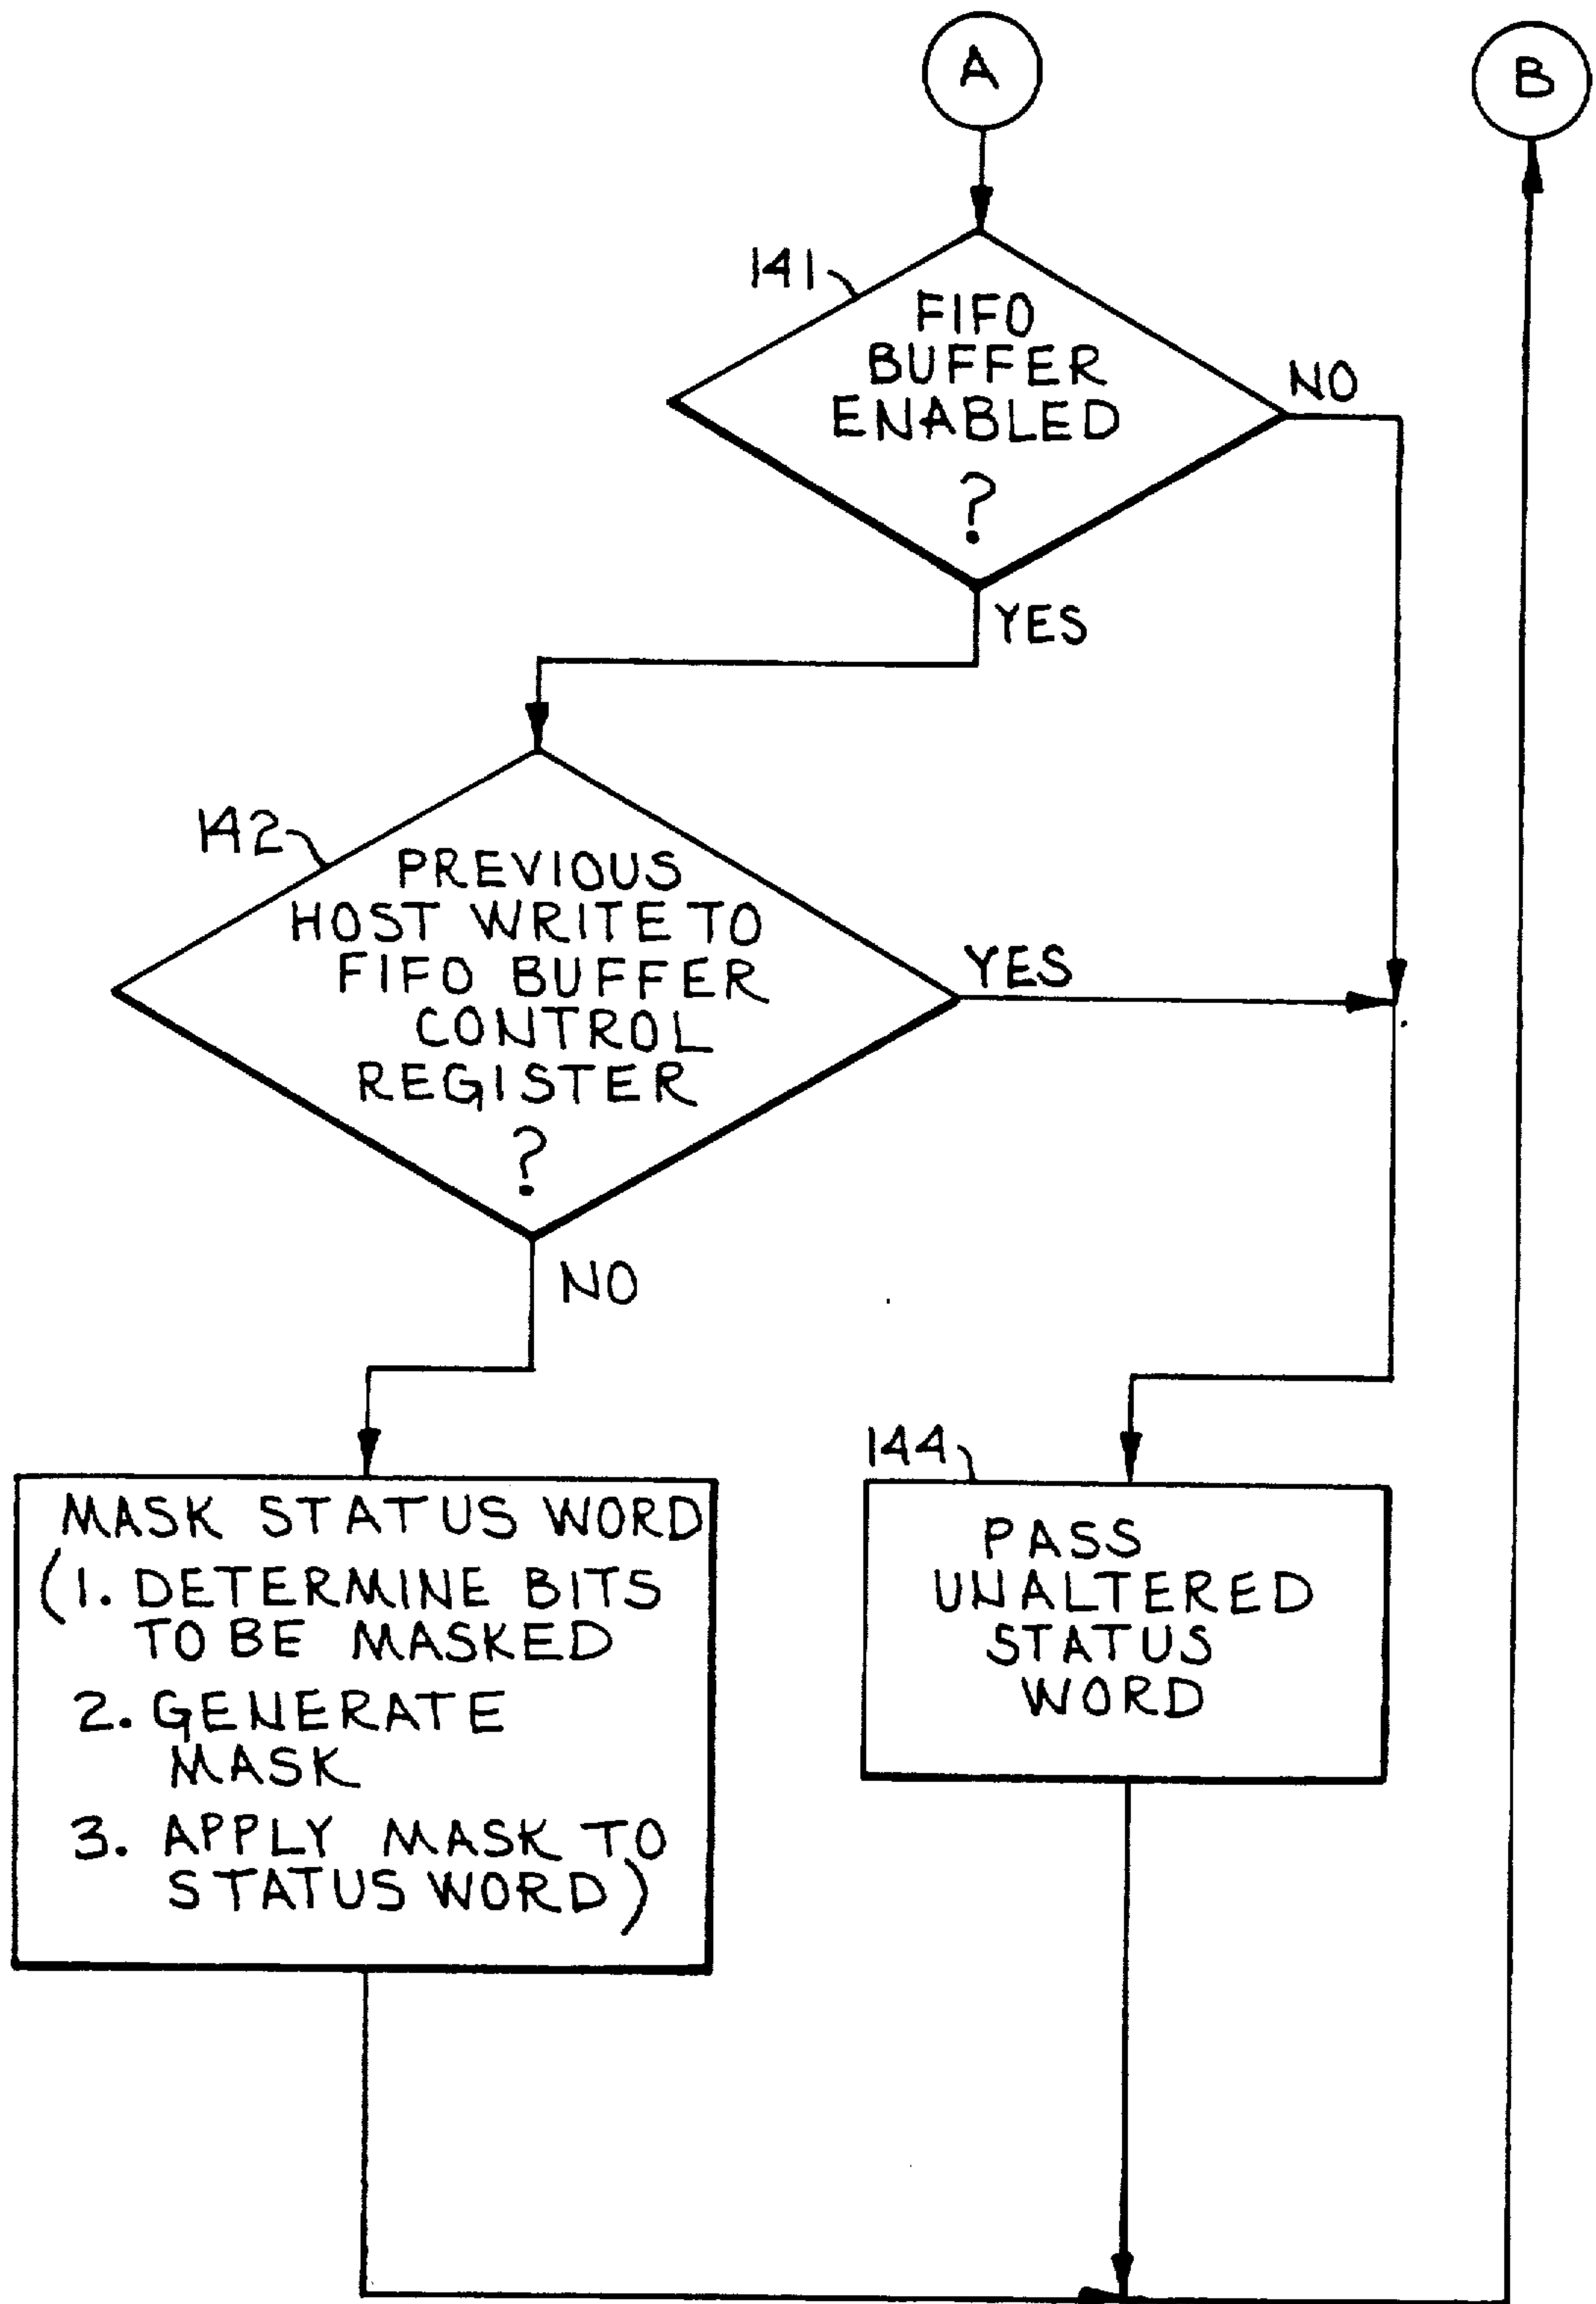 A
B
141
FIFO
BUFFER
ENABLED
?
NO
YES
142
PREVIOUS
HOST WRITE TO
FIFO BUFFER
CONTROL
REGISTER
?
YES
NO
MASK STATUS WORD
(1. DETERMINE BITS
TO BE MASKED
2. GENERATE
MASK
3. APPLY MASK TO
STATUS WORD)
144
PASS
UNALTERED
STATUS
WORD